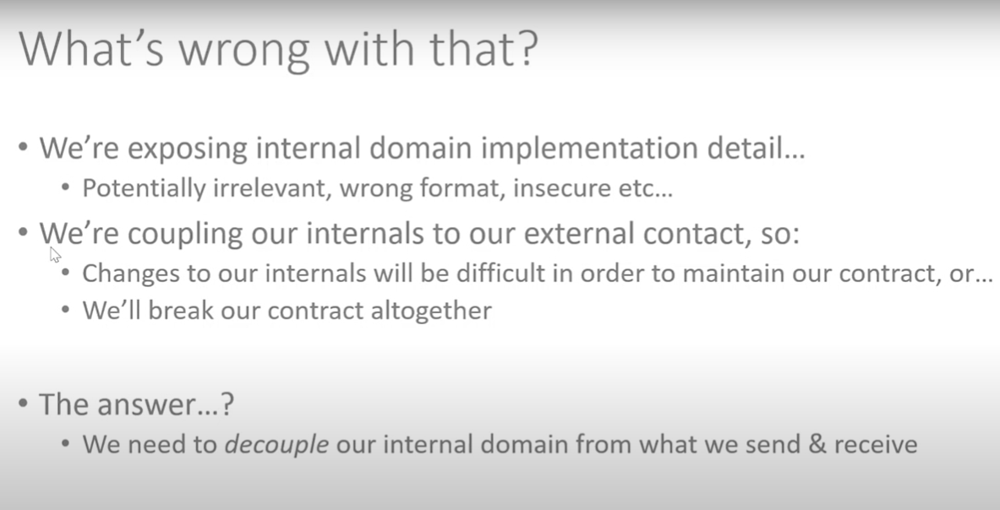 What’s wrong with that?
• We’re exposing internal domain implementation detail…
• Potentially irrelevant, wrong format, insecure etc…
• We’re coupling our internals to our external contact, so:
• Changes to our internals will be difficult in order to maintain our contract, or…
• We’ll break our contract altogether
• The answer…?
• We need to decouple our internal domain from what we send & receive